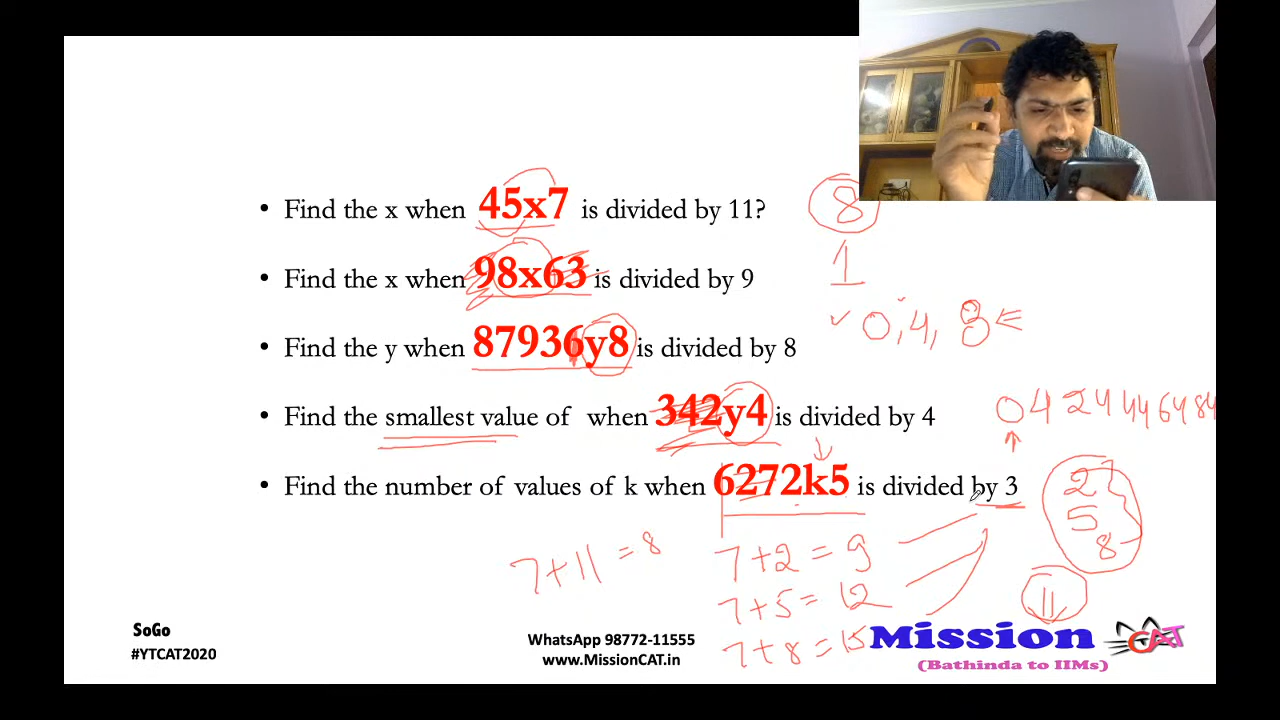 • Find the x when 45x7 is divided by 11?
8
• Find the x when 98x63 is divided by 9
1
• Find the y when 87936y8 is divided by 8
✓ 0, 4, 8
• Find the smallest value of when 342y4 is divided by 4
0 4 24 44 64 84
• Find the number of values of k when 6272k5 is divided by 3
2
5
8
11
7+11 = 8
7+2 = 9
7+5 = 12
7+8 = 15
SoGo
#YTCAT2020
WhatsApp 98772-11555
www.MissionCAT.in
Mission CAT
(Bathinda to IIMs)